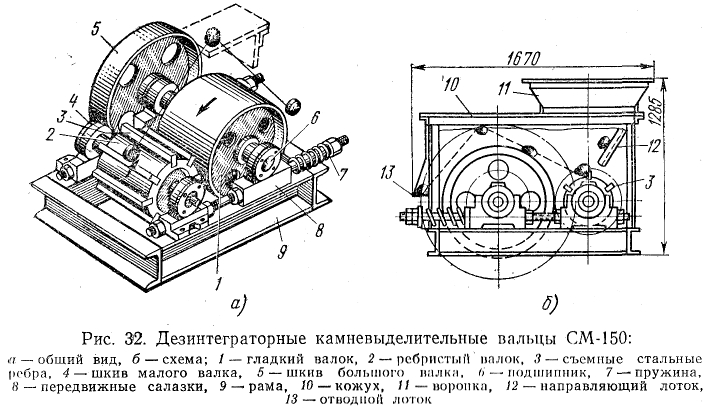 5
4
3
2
6
7
8
9
1
а)
1670
10
11
1285
12
13
3
б)
Рис. 32. Дезинтеграторные камневыделительные вальцы СМ-150:
а — общий вид, б — схема; 1 — гладкий валок, 2 — ребристый валок, 3 — съемные стальные
ребра, 4 — шкив малого валка, 5 — шкив большого валка, 6 — подшипник, 7 — пружина,
8 — передвижные салазки, 9 — рама, 10 — кожух, 11 — воронка, 12 — направляющий лоток,
13 — отводной лоток